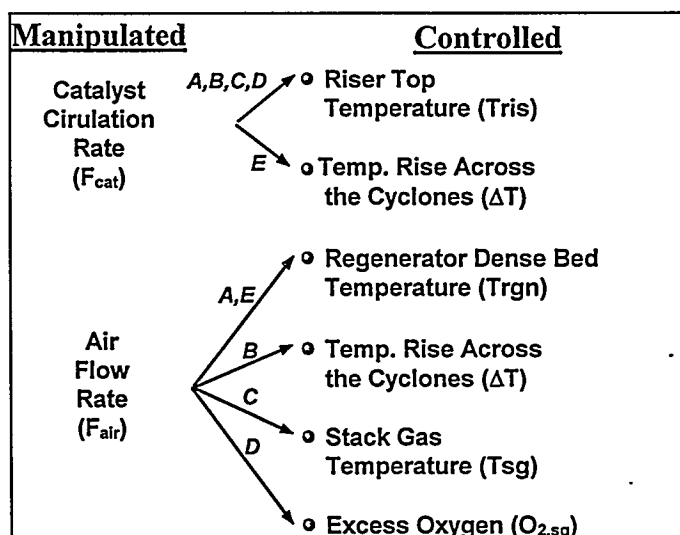 Manipulated
Controlled
Catalyst
Cirulation
Rate
(Fcat)
A,B,C,D
Riser Top
Temperature (Tris)
E
Temp. Rise Across
the Cyclones (ΔT)
Air
Flow
Rate
(Fair)
A,E
Regenerator Dense Bed
Temperature (Trgn)
B
Temp. Rise Across
the Cyclones (ΔT)
C
Stack Gas
Temperature (Tsg)
D
Excess Oxygen (O2,sg)